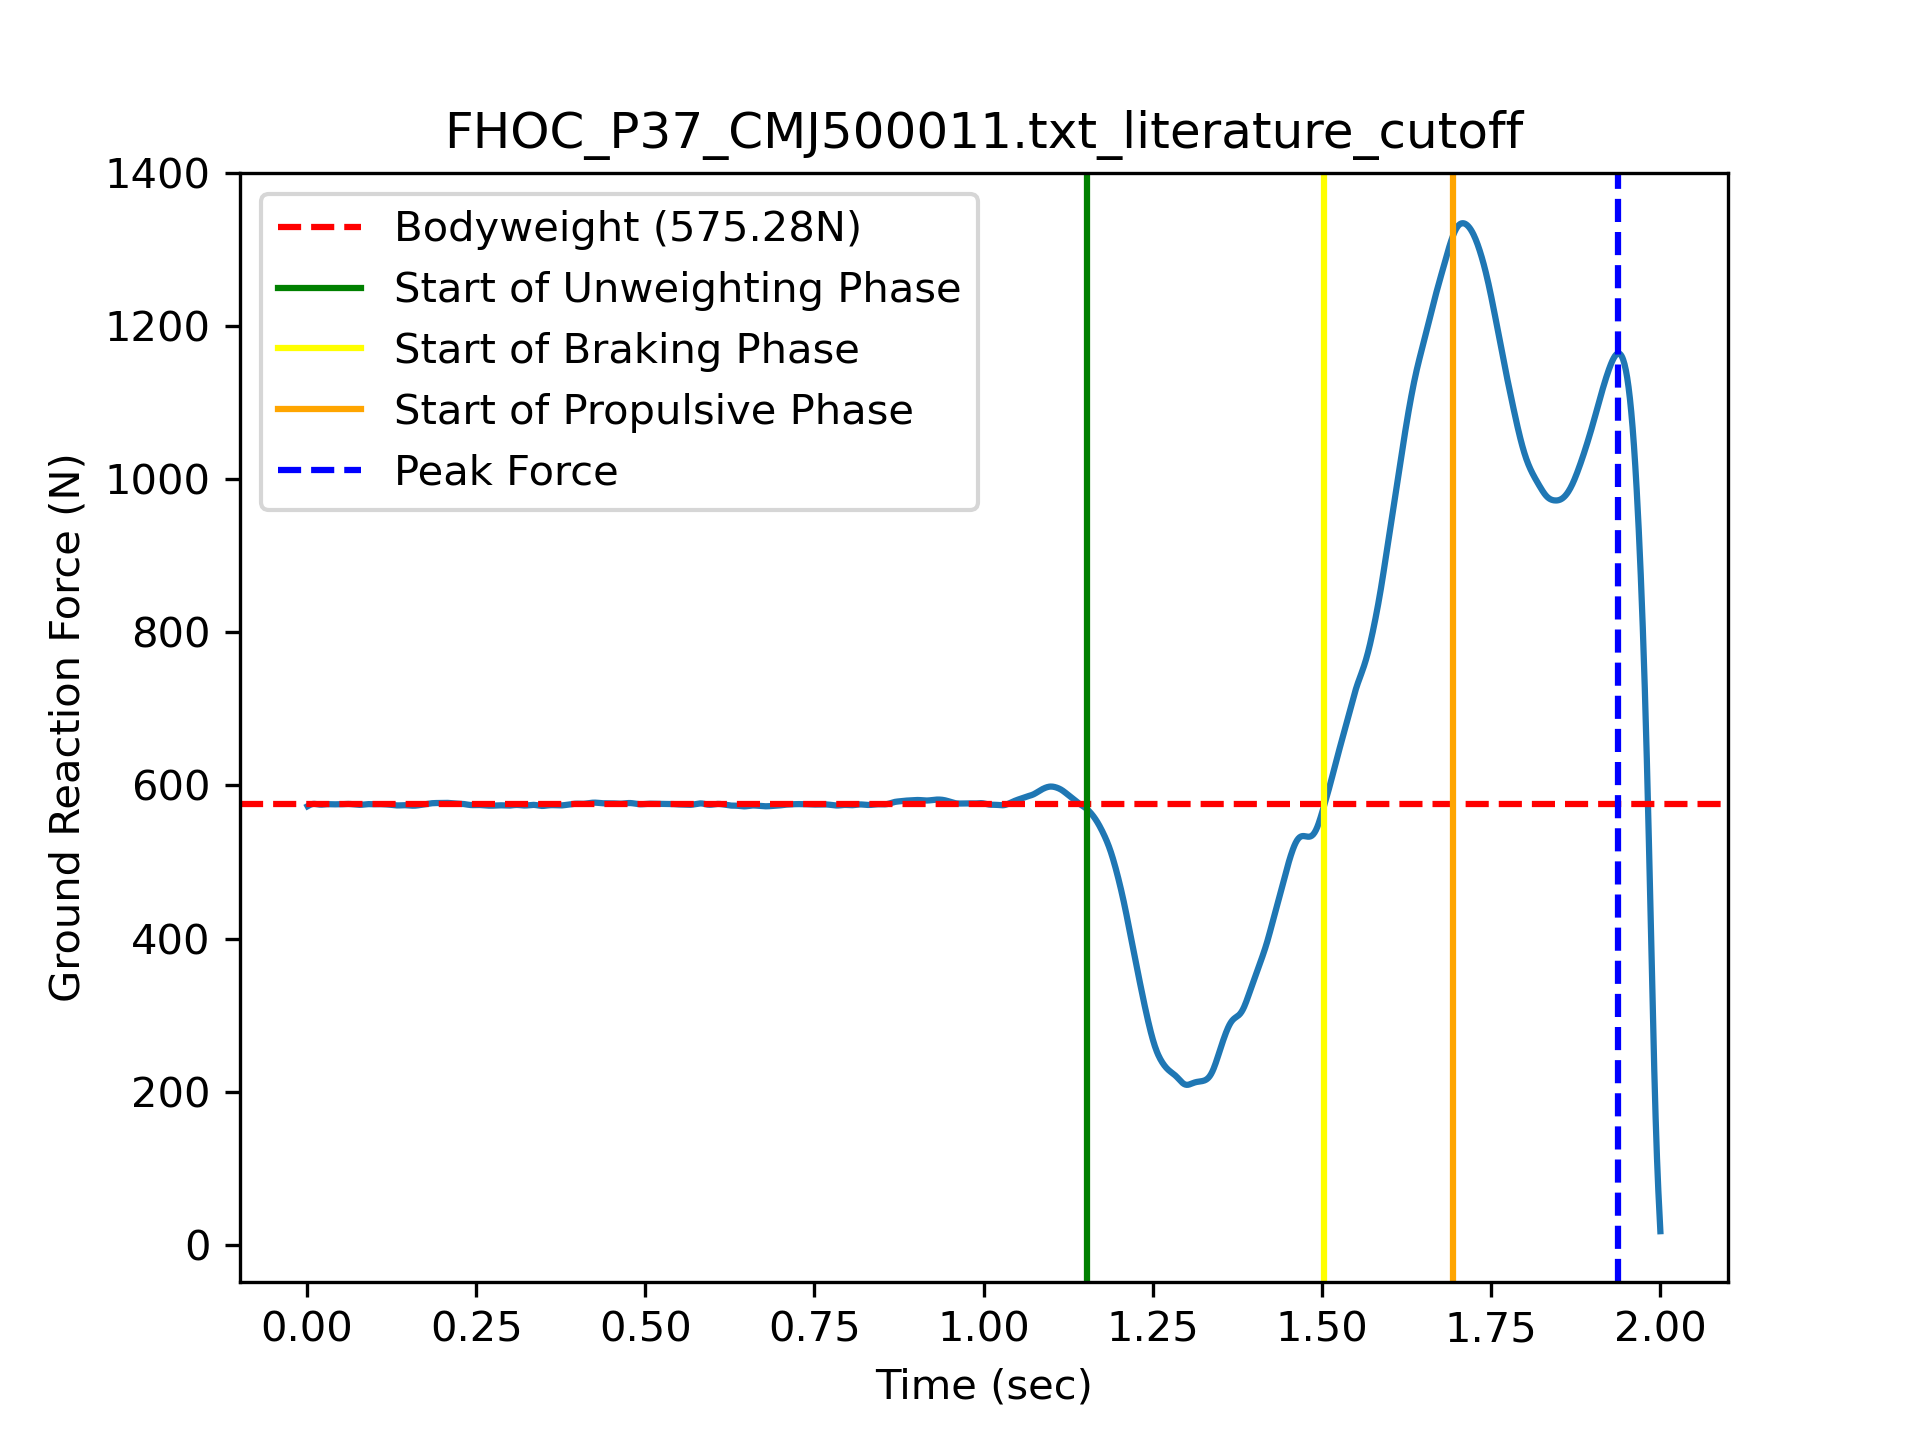 FHOC_P37_CMJ500011.txt_literature_cutoff
Bodyweight (575.28N)
Start of Unweighting Phase
Start of Braking Phase
Start of Propulsive Phase
Peak Force
Ground Reaction Force (N)
1400
1200
1000
800
600
400
200
0
0.00 0.25 0.50 0.75 1.00 1.25 1.50 1.75 2.00
Time (sec)